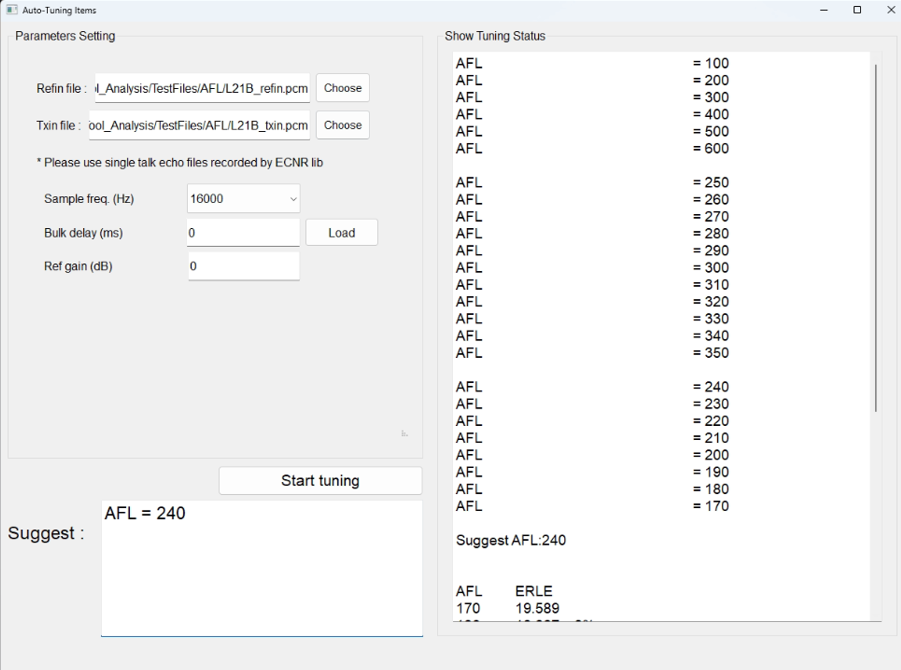 Auto-Tuning Items
Parameters Setting
Refin file : l_Analysis/TestFiles/AFL/L21B_refin.pcm Choose
Txin file : ool_Analysis/TestFiles/AFL/L21B_txin.pcm Choose
* Please use single talk echo files recorded by ECNR lib
Sample freq. (Hz) 16000
Bulk delay (ms) 0 Load
Ref gain (dB) 0
Start tuning
Suggest : AFL = 240
Show Tuning Status
AFL = 100
AFL = 200
AFL = 300
AFL = 400
AFL = 500
AFL = 600
AFL = 250
AFL = 260
AFL = 270
AFL = 280
AFL = 290
AFL = 300
AFL = 310
AFL = 320
AFL = 330
AFL = 340
AFL = 350
AFL = 240
AFL = 230
AFL = 220
AFL = 210
AFL = 200
AFL = 190
AFL = 180
AFL = 170
Suggest AFL:240
AFL ERLE
170 19.589